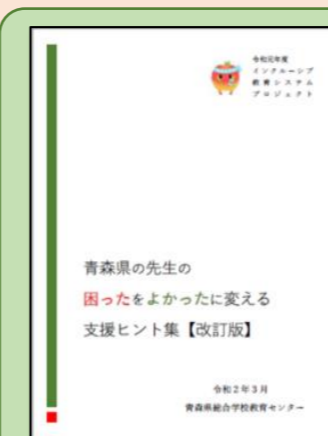 令和元年度
インクルーシブ
教育システム
プロジェクト
青森県の先生の
困ったをよかったに変える
支援ヒント集【改訂版】
令和2年3月
青森県総合学校教育センター